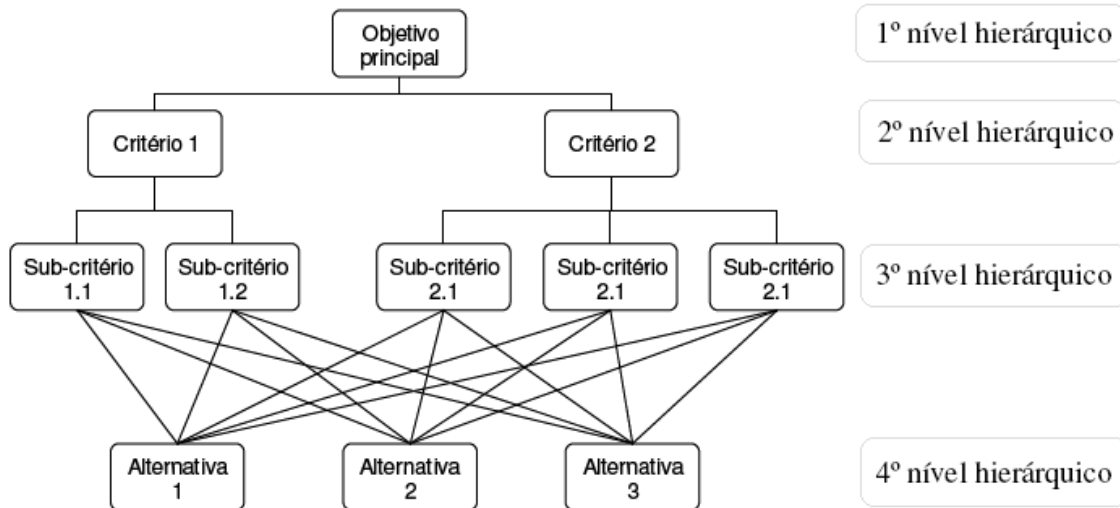 Objetivo
principal
1º nível hierárquico
Critério 1
Critério 2
2º nível hierárquico
Sub-critério
1.1
Sub-critério
1.2
Sub-critério
2.1
Sub-critério
2.1
Sub-critério
2.1
3º nível hierárquico
Alternativa
1
Alternativa
2
Alternativa
3
4º nível hierárquico